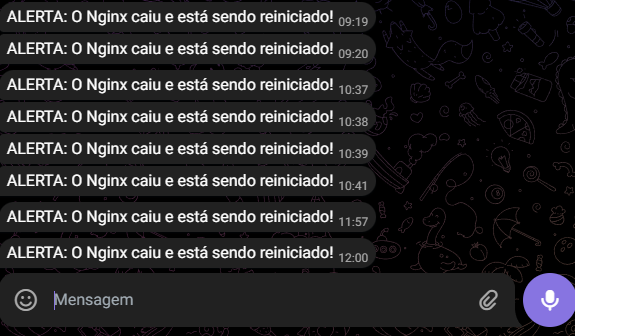 ALERTA: O Nginx caiu e está sendo reiniciado! 09:19
ALERTA: O Nginx caiu e está sendo reiniciado! 09:20
ALERTA: O Nginx caiu e está sendo reiniciado! 10:37
ALERTA: O Nginx caiu e está sendo reiniciado! 10:38
ALERTA: O Nginx caiu e está sendo reiniciado! 10:39
ALERTA: O Nginx caiu e está sendo reiniciado! 10:41
ALERTA: O Nginx caiu e está sendo reiniciado! 11:57
ALERTA: O Nginx caiu e está sendo reiniciado! 12:00
Mensagem